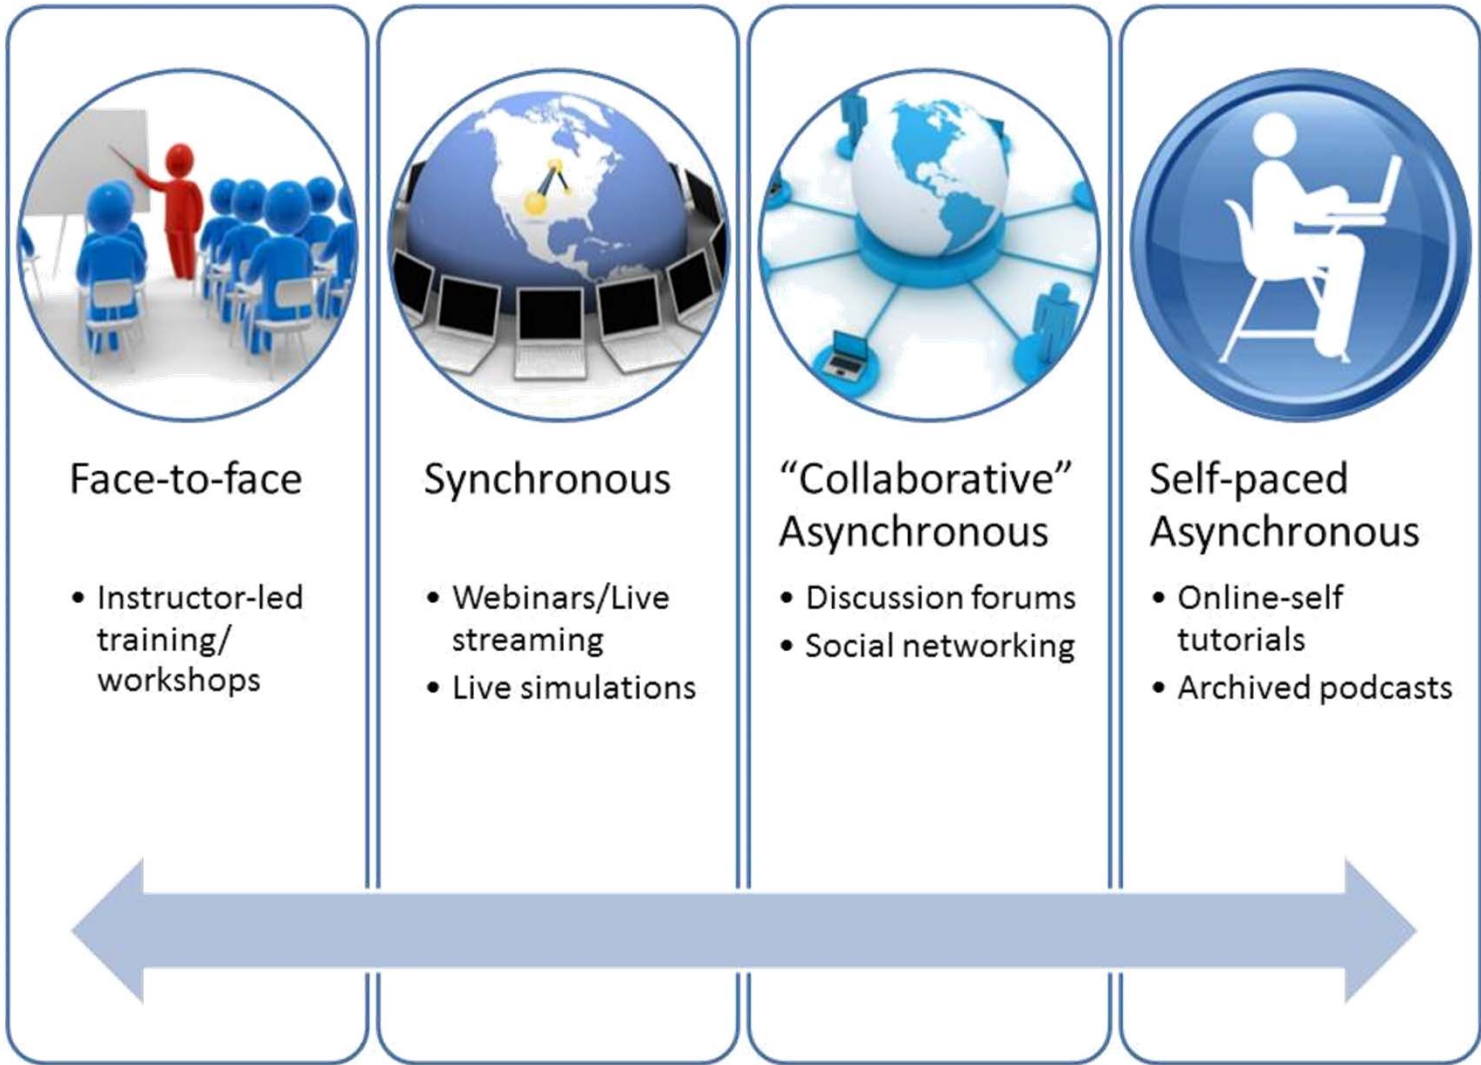 Face-to-face
• Instructor-led
training/
workshops
Synchronous
• Webinars/Live
streaming
• Live simulations
“Collaborative”
Asynchronous
• Discussion forums
• Social networking
Self-paced
Asynchronous
• Online-self
tutorials
• Archived podcasts